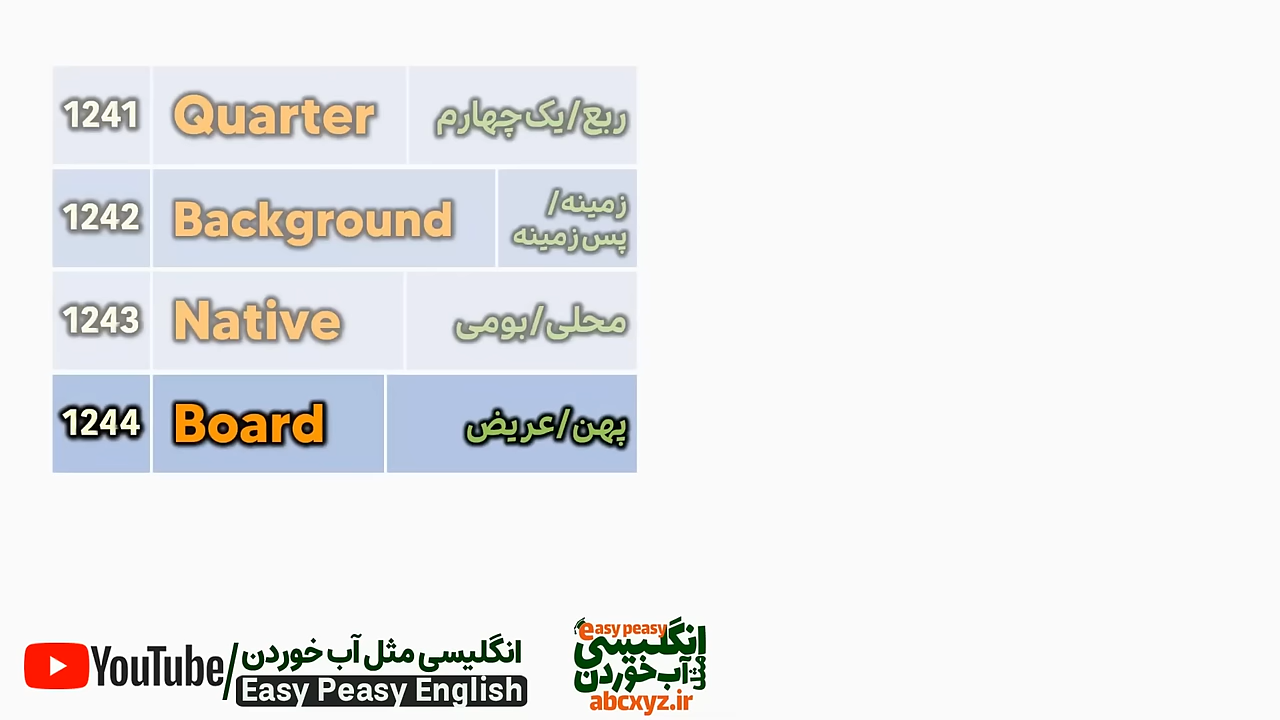 1241 Quarter ربع/یک‌چهارم
1242 Background زمینه/
پس‌زمینه
1243 Native محلی/بومی
1244 Board پهن/عریض
YouTube/انگلیسی مثل آب خوردن
Easy Peasy English
easy peasy
انگلیسی
مثل آب خوردن
abcxyz.ir